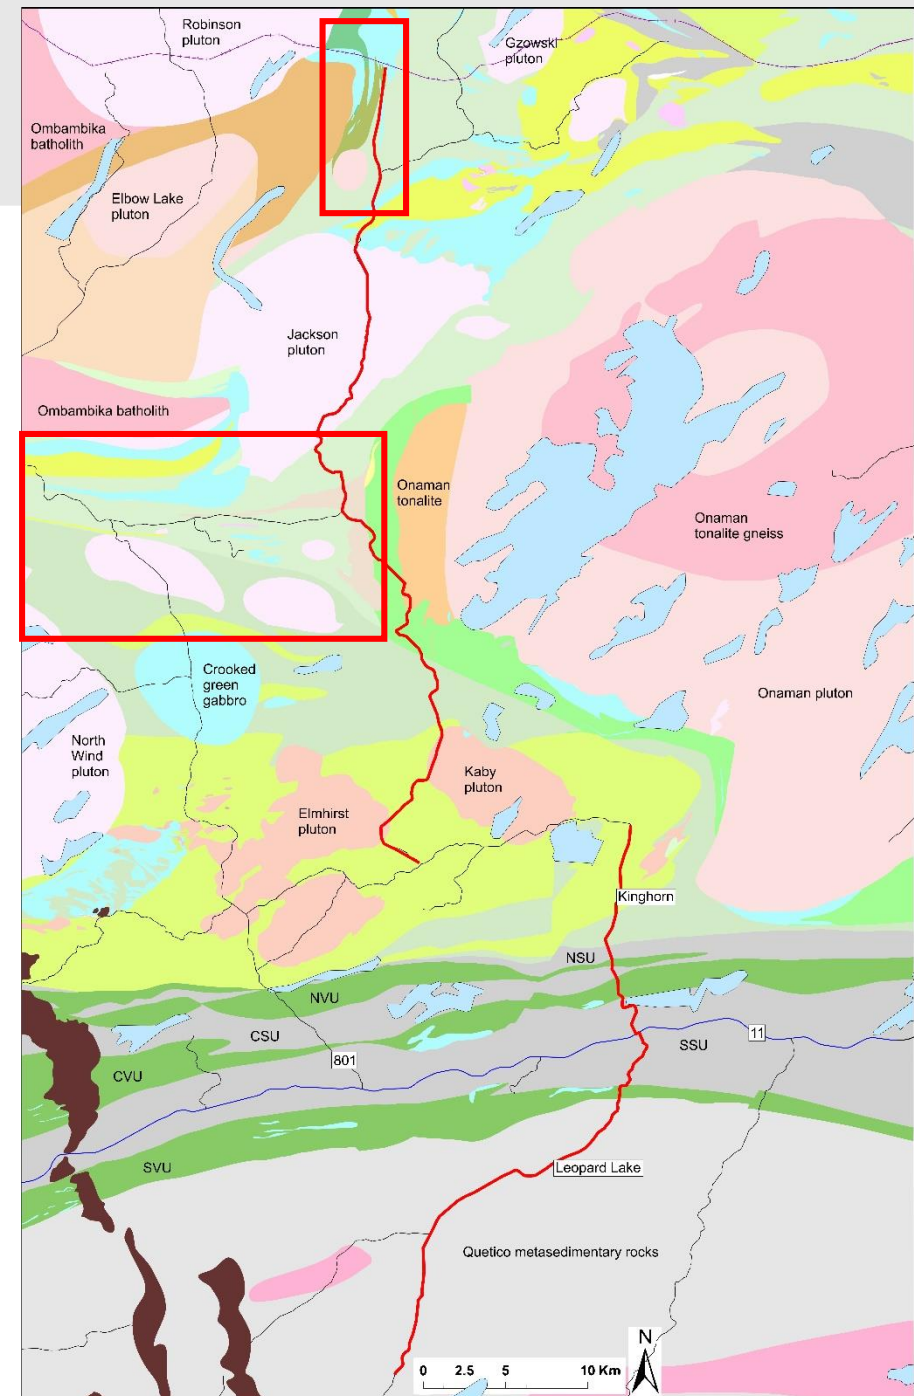 Robinson
pluton
Gzowski
pluton
Ombambika
batholith
Elbow Lake
pluton
Jackson
pluton
Ombambika batholith
Onaman
tonalite
Onaman
tonalite gneiss
Crooked
green
gabbro
Onaman pluton
North
Wind
pluton
Kaby
pluton
Elmhirst
pluton
Kinghorn
NSU
NVU
CSU
11
SSU
801
CVU
SVU
Leopard Lake
Quetico metasedimentary rocks
N
0 2.5 5 10 Km